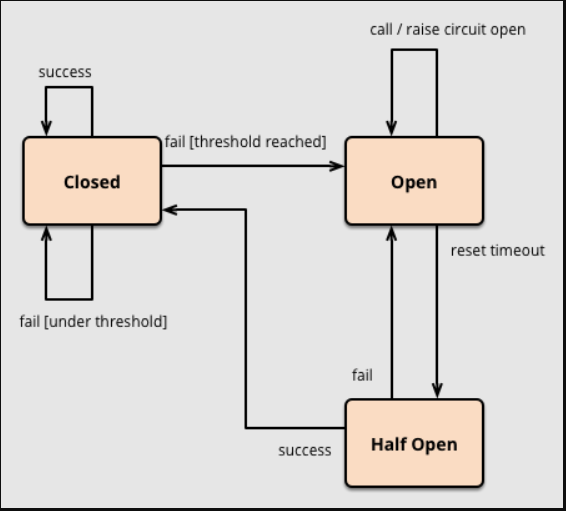 call / raise circuit open
success
fail [threshold reached]
Closed
Open
reset timeout
fail [under threshold]
fail
Half Open
success